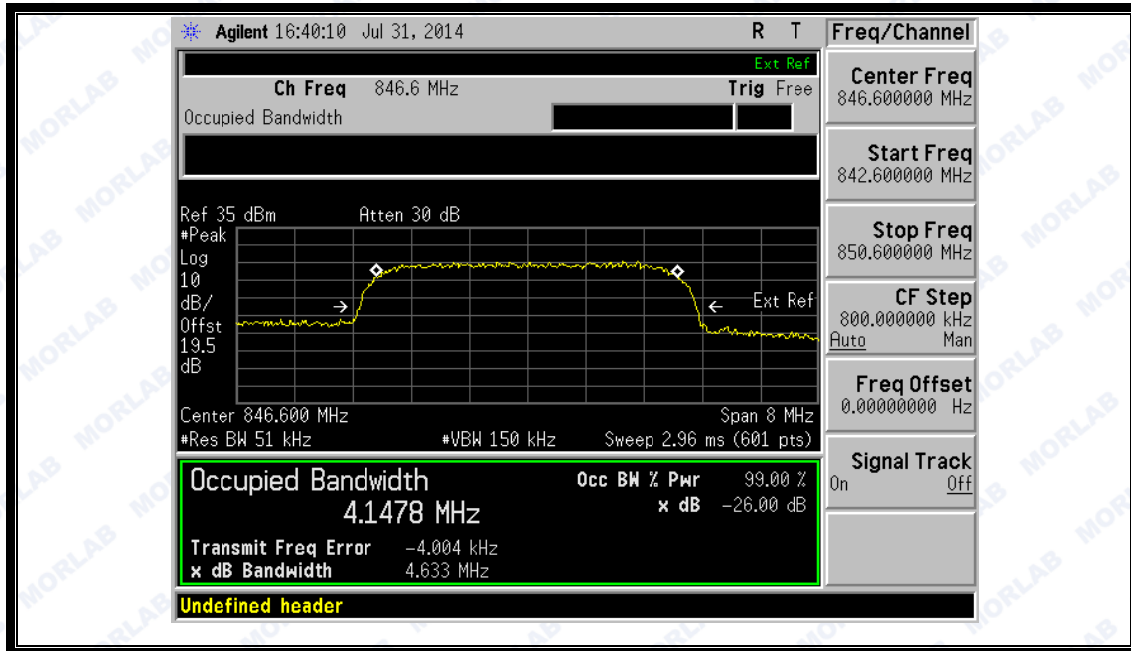 Agilent 16:40:10 Jul 31, 2014 R T
Ext Ref
Ch Freq 846.6 MHz Trig Free
Occupied Bandwidth
Ref 35 dBm Atten 30 dB
#Peak
Log
10
dB/
Offst
19.5
dB
Ext Ref
Center 846.600 MHz Span 8 MHz
#Res BW 51 kHz #VBW 150 kHz Sweep 2.96 ms (601 pts)
Occupied Bandwidth Occ BW % Pwr 99.00 %
4.1478 MHz x dB -26.00 dB
Transmit Freq Error -4.004 kHz
x dB Bandwidth 4.633 MHz
Undefined header
Freq/Channel
Center Freq
846.600000 MHz
Start Freq
842.600000 MHz
Stop Freq
850.600000 MHz
CF Step
800.000000 kHz
Auto Man
Freq Offset
0.00000000 Hz
Signal Track
On Off
MORLAB